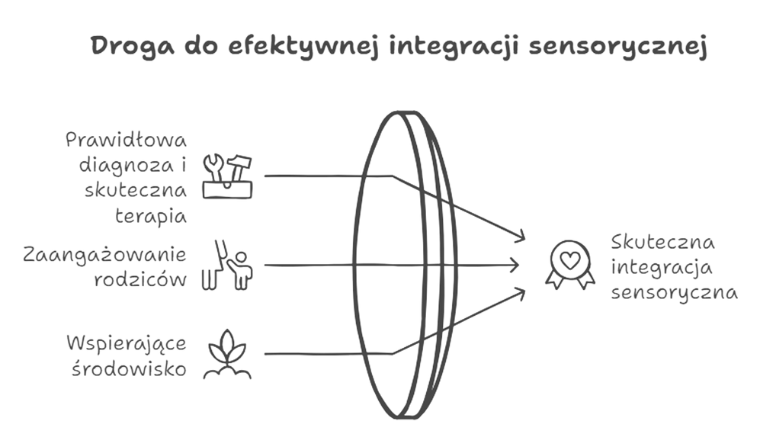 Droga do efektywnej integracji sensorycznej
Prawidłowa
diagnoza i
skuteczna
terapia
Zaangażowanie
rodziców
Wspierające
środowisko
Skuteczna
integracja
sensoryczna